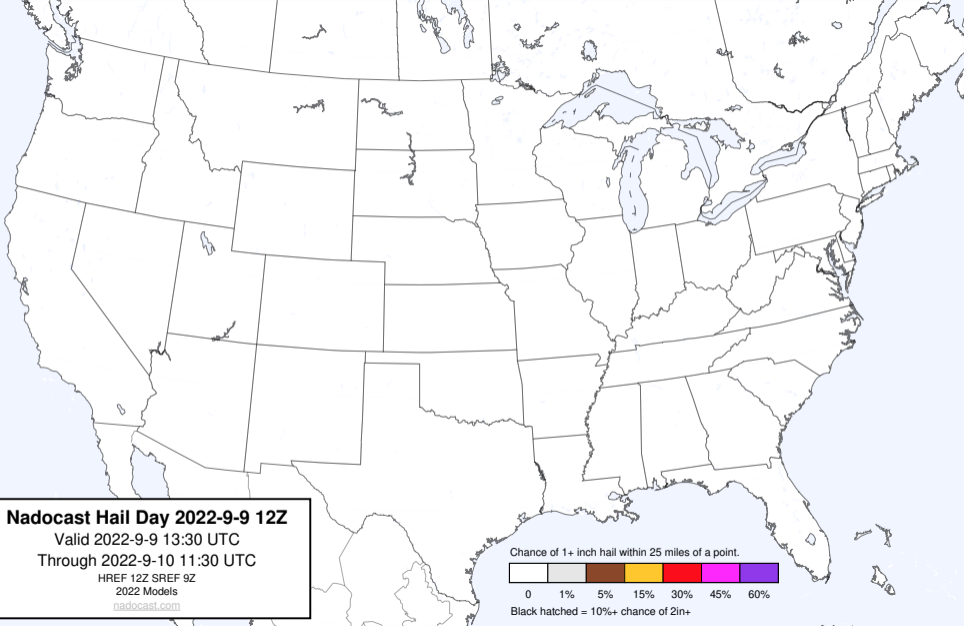 Nadocast Hail Day 2022-9-9 12Z
Valid 2022-9-9 13:30 UTC
Through 2022-9-10 11:30 UTC
HREF 12Z SREF 9Z
2022 Models
nadocast.com
Chance of 1+ inch hail within 25 miles of a point.
0 1% 5% 15% 30% 45% 60%
Black hatched = 10%+ chance of 2in+